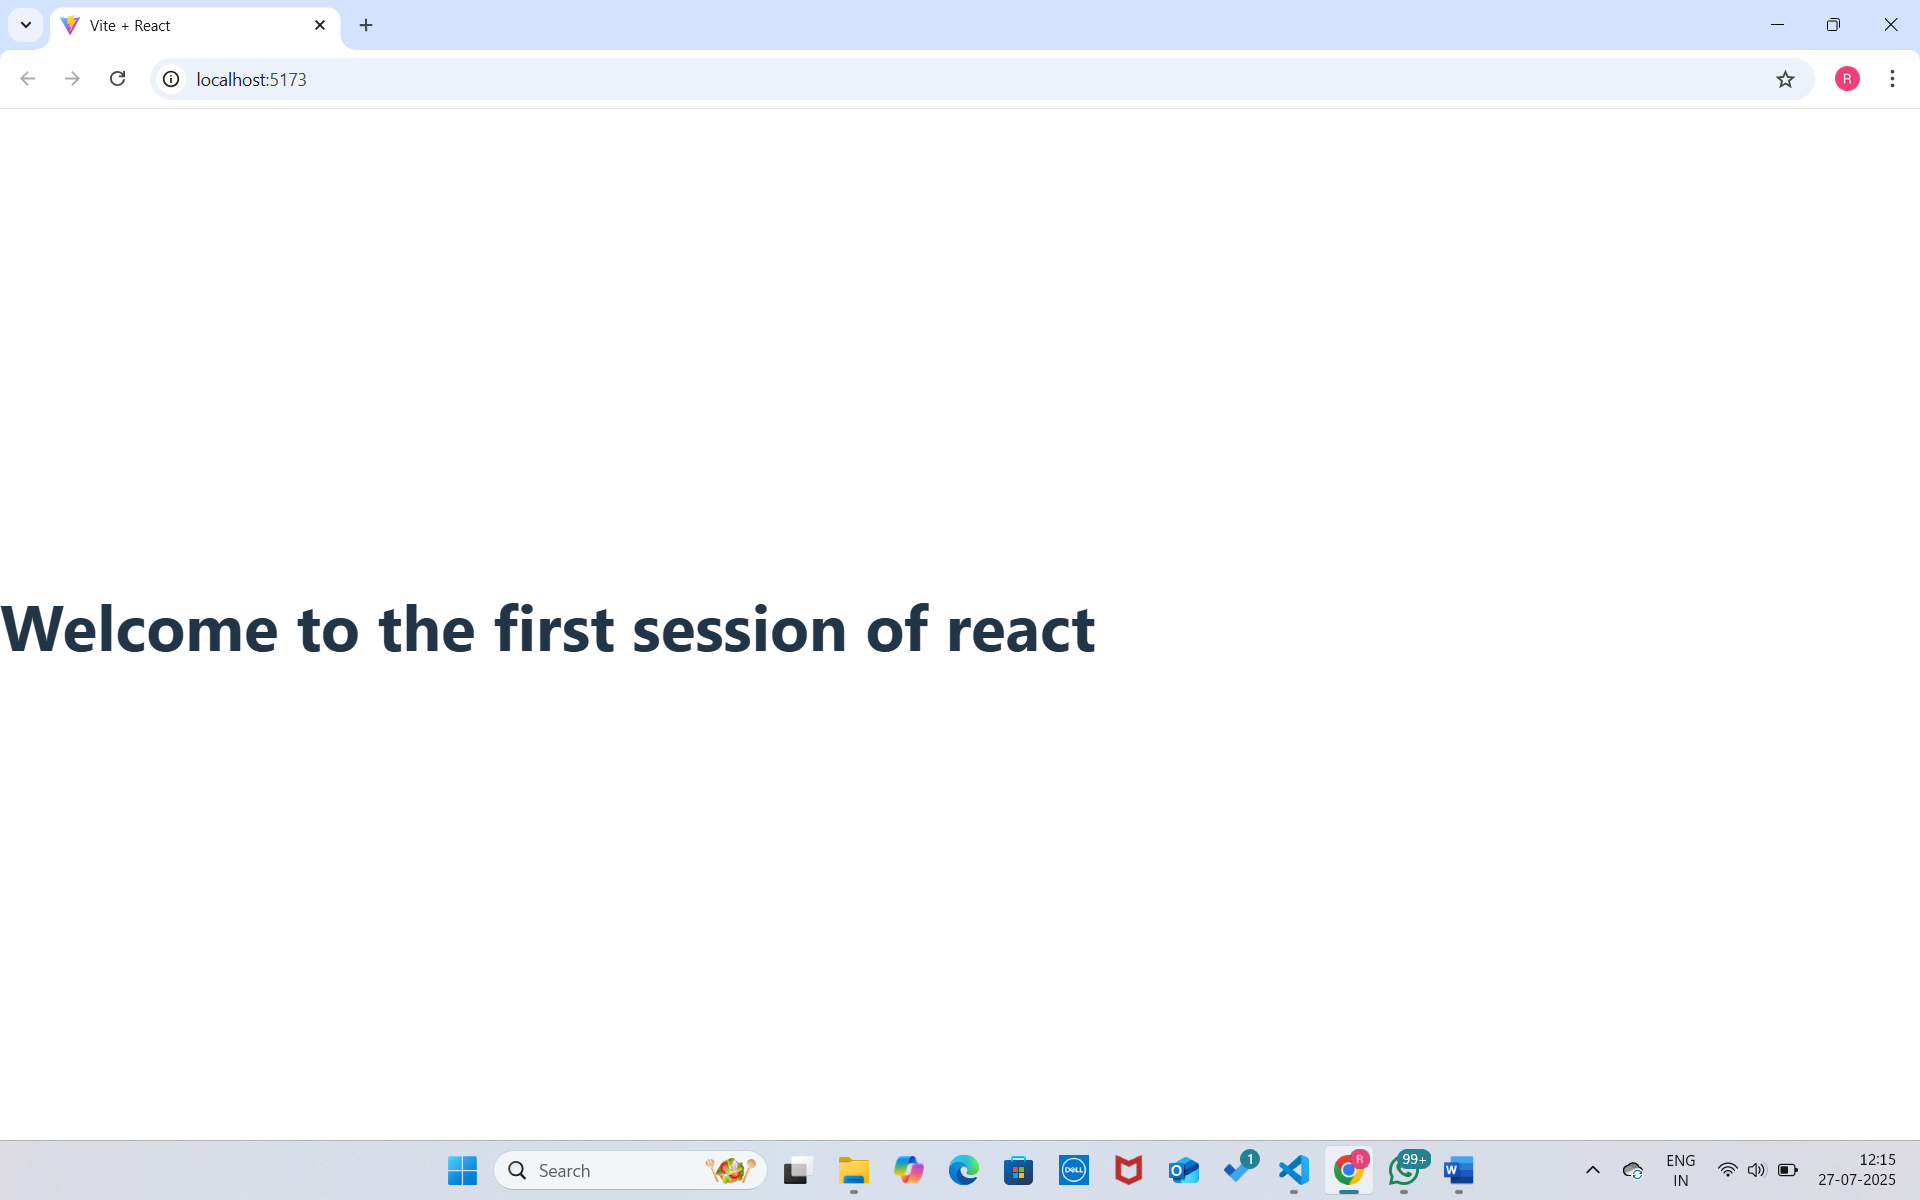 Vite + React
localhost:5173
R
Welcome to the first session of react
Search
DELL
O
1
R
99+
W
ENG
IN
12:15
27-07-2025